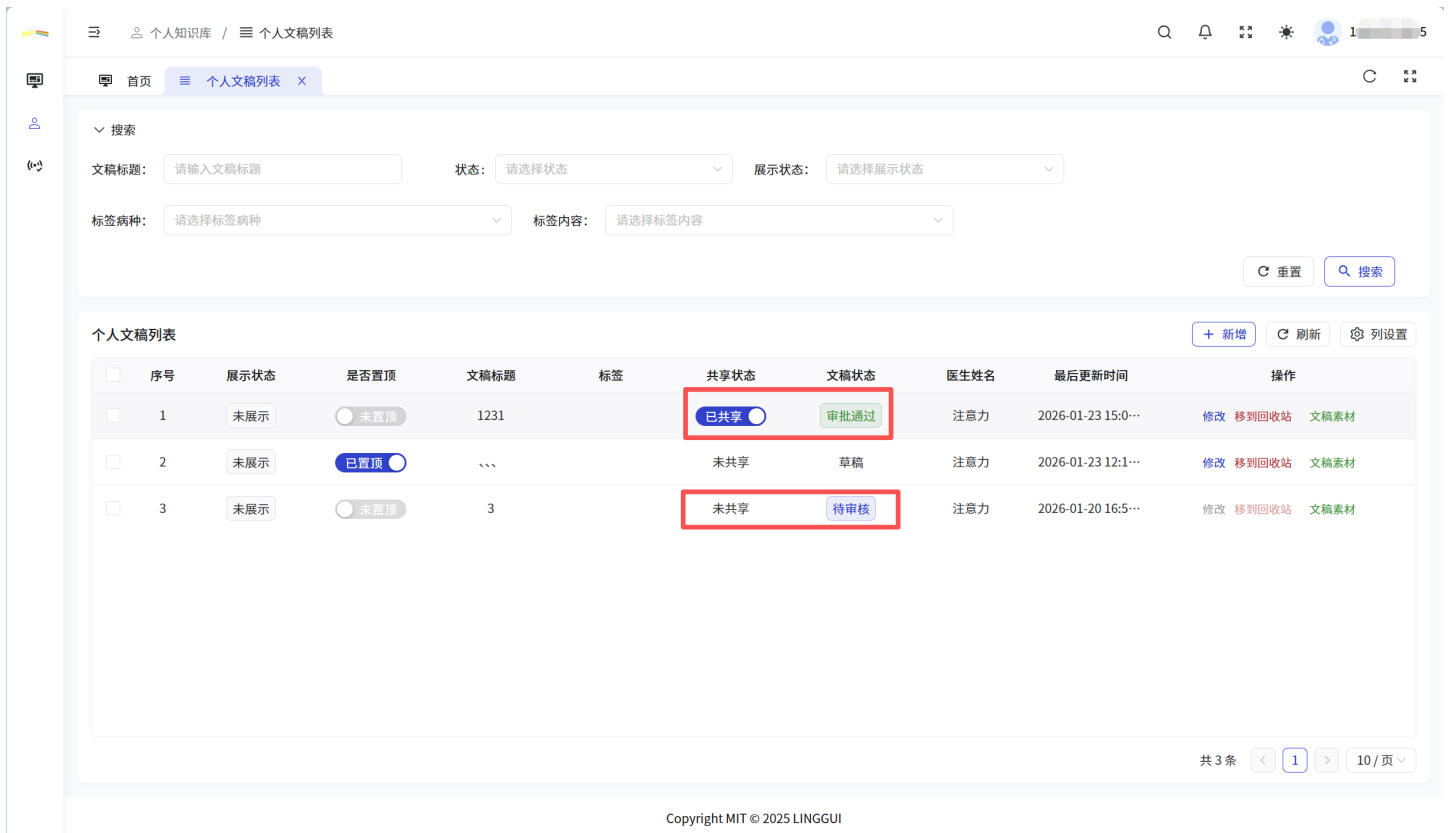 个人知识库 / 个人文稿列表
首页 个人文稿列表 X
搜索
文稿标题： 请输入文稿标题 状态： 请选择状态 展示状态： 请选择展示状态
标签病种： 请选择标签病种 标签内容： 请选择标签内容
重置 搜索
个人文稿列表 + 新增 刷新 列设置
序号 展示状态 是否置顶 文稿标题 标签 共享状态 文稿状态 医生姓名 最后更新时间 操作
1 未展示 未置顶 1231 已共享 审批通过 注意力 2026-01-23 15:0··· 修改 移到回收站 文稿素材
2 未展示 已置顶 、、、 未共享 草稿 注意力 2026-01-23 12:1··· 修改 移到回收站 文稿素材
3 未展示 未置顶 3 未共享 待审核 注意力 2026-01-20 16:5··· 修改 移到回收站 文稿素材
共 3 条 < 1 > 10 / 页
Copyright MIT © 2025 LINGGUI